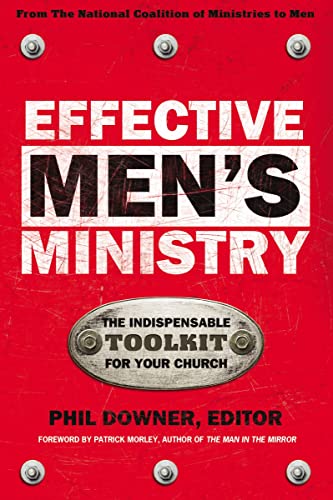 From The National Coalition of Ministries to Men
EFFECTIVE
MEN'S
MINISTRY
THE INDISPENSABLE
TOOLKIT
FOR YOUR CHURCH
PHIL DOWNER, EDITOR
FOREWORD BY PATRICK MORLEY, AUTHOR OF THE MAN IN THE MIRROR